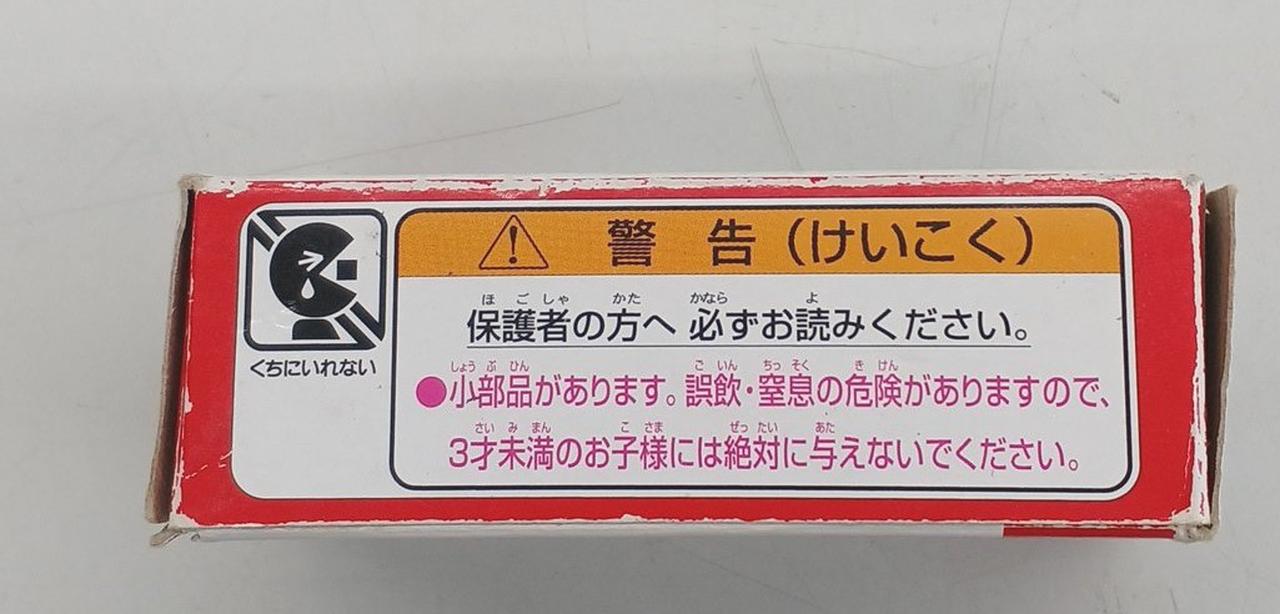 警告(けいこく)
くちにいれない
ほごしゃ かた かなら よ
保護者の方へ 必ずお読みください。
しょうぶひん ごいん ちっそく きけん
●小部品があります。誤飲・窒息の危険がありますので、
さいみまん こさま ぜったい あた
3才未満のお子様には絶対に与えないでください。